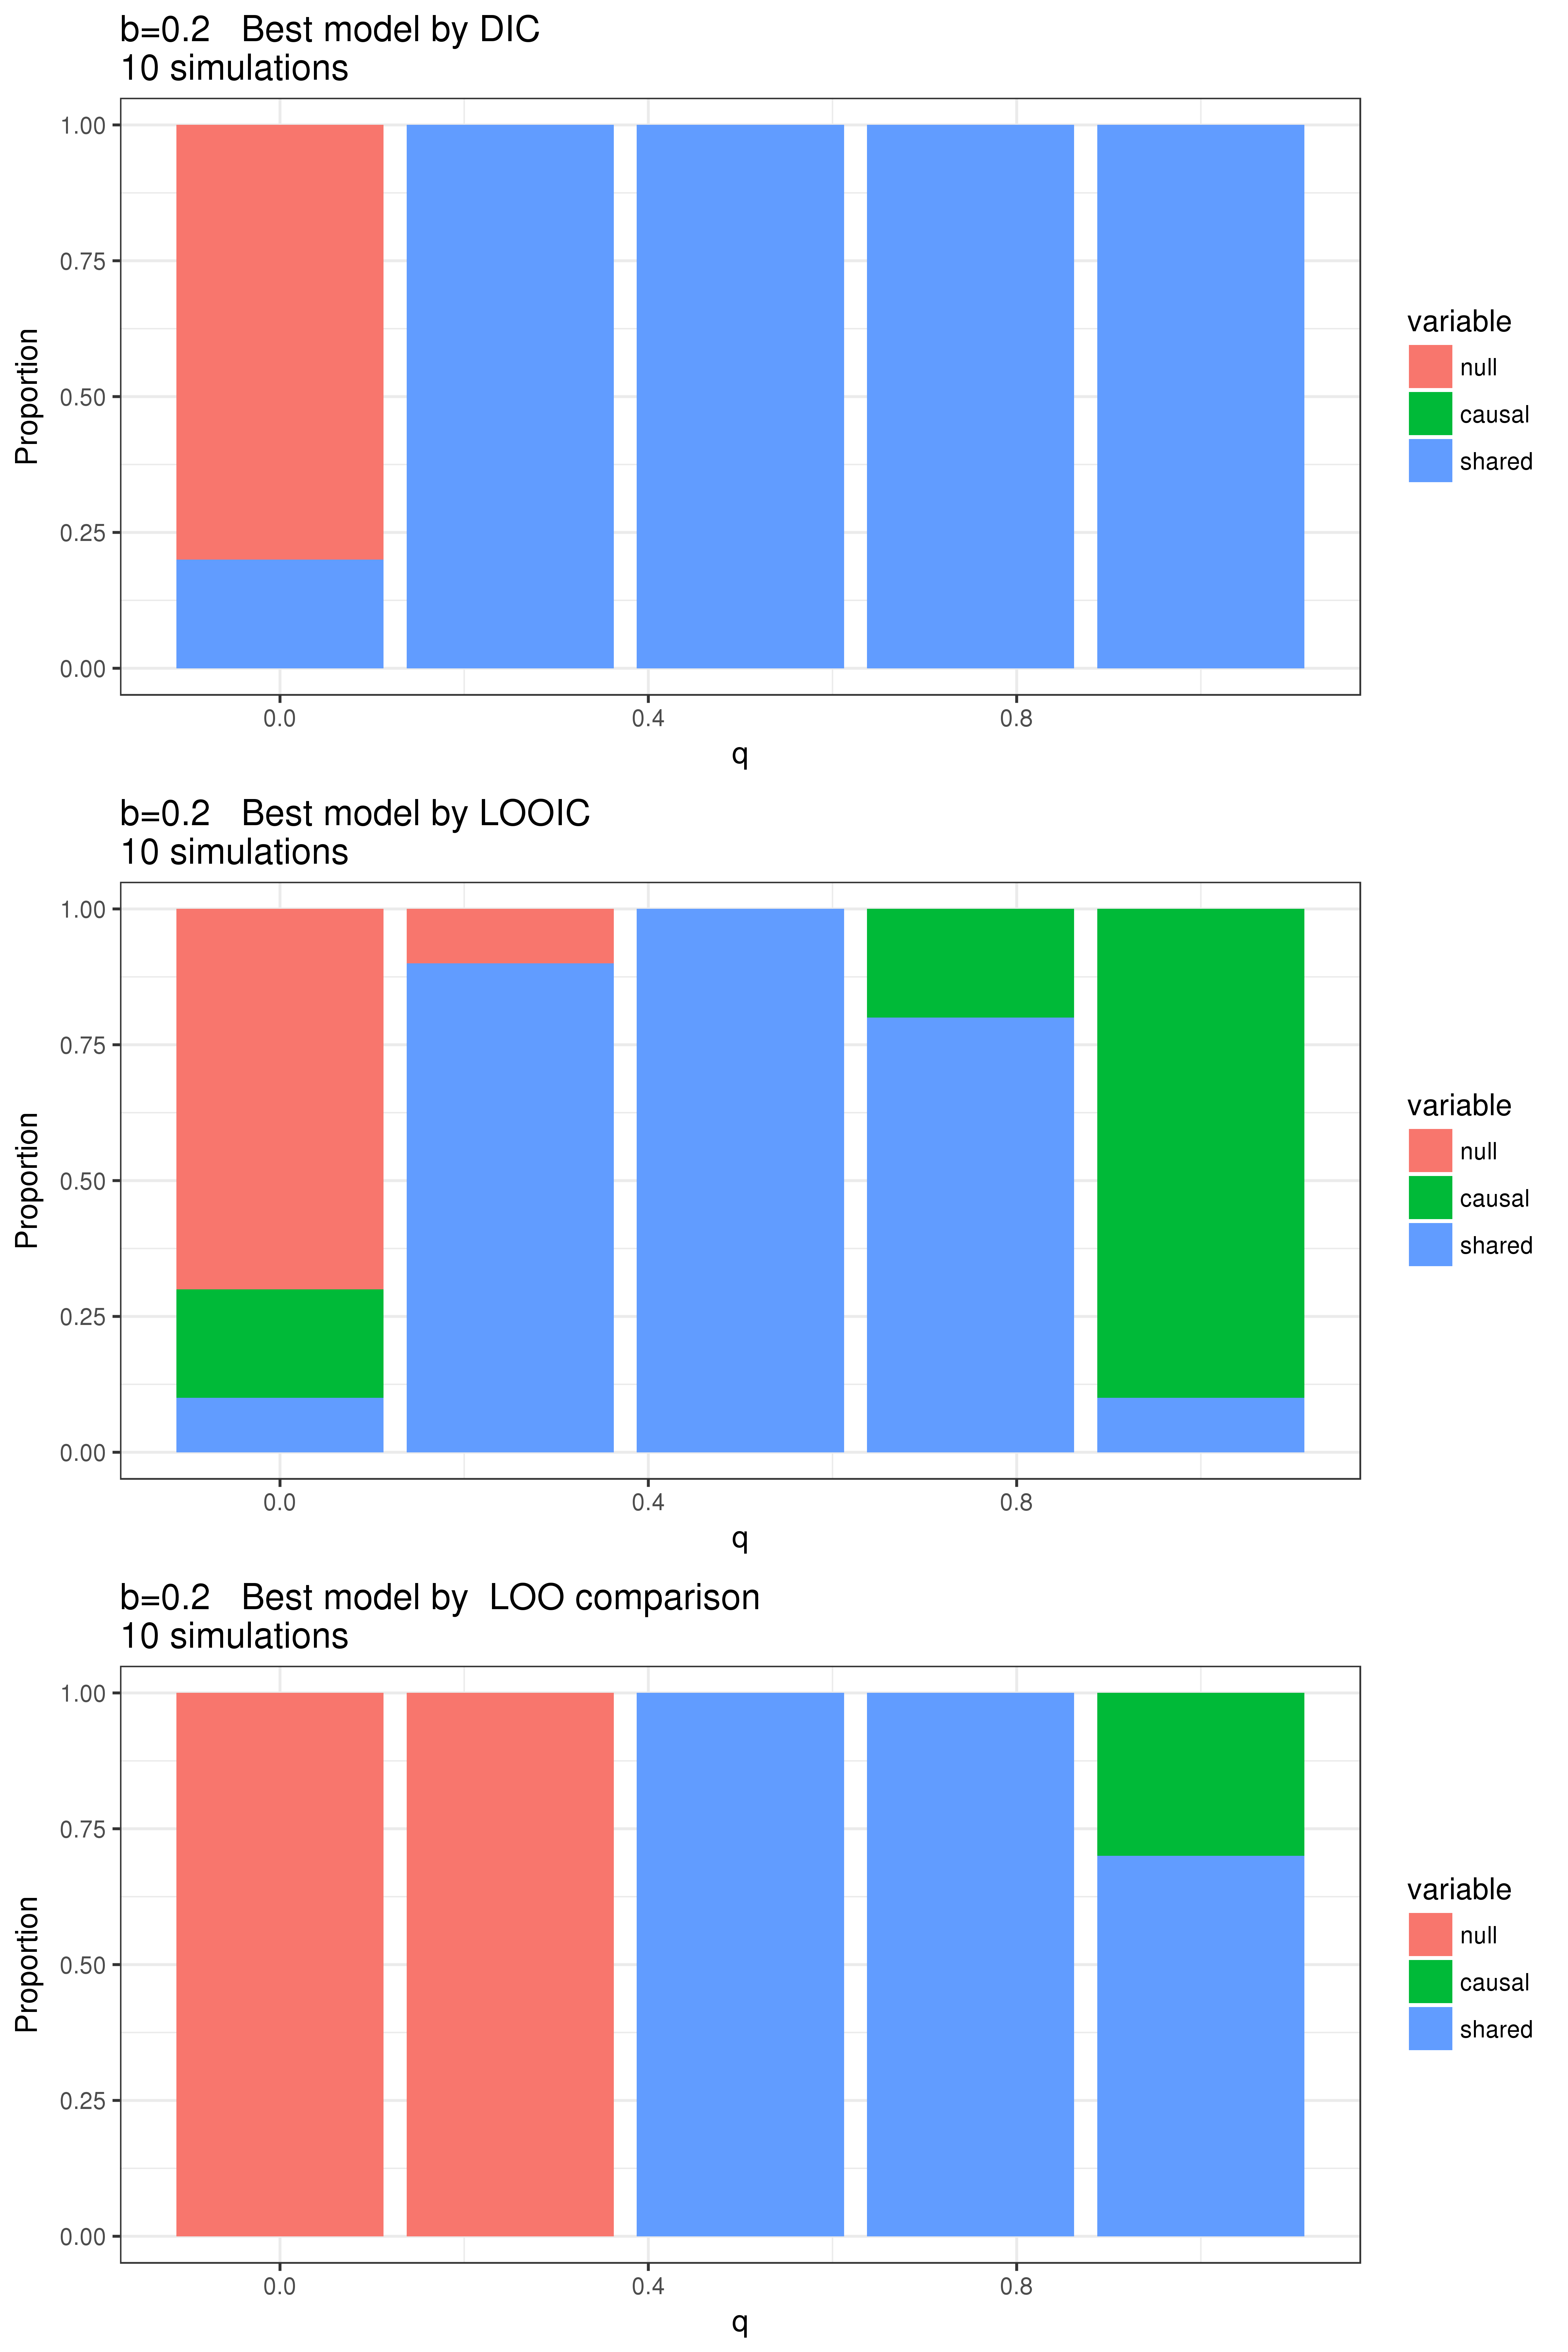 b=0.2   Best model by DIC
10 simulations
1.00
0.75
0.50
0.25
0.00
Proportion
0.0
0.4
0.8
q
variable
null
causal
shared
b=0.2   Best model by LOOIC
10 simulations
1.00
0.75
0.50
0.25
0.00
Proportion
0.0
0.4
0.8
q
variable
null
causal
shared
b=0.2   Best model by  LOO comparison
10 simulations
1.00
0.75
0.50
0.25
0.00
Proportion
0.0
0.4
0.8
q
variable
null
causal
shared